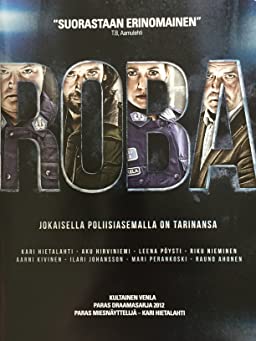 "SUORASTAAN ERINOMAINEN"
T.B, Aamulehti
ROBA
JOKAISELLA POLIISIASEMALLA ON TARINANSA
KARI HIETALAHTI - AKU HIRVINIEMI - LEENA PÖYSTI - RIKU NIEMINEN
AARNI KIVINEN - ILARI JOHANSSON - MARI PERANKOSKI - RAUNO AHONEN
KULTAINEN VENLA
PARAS DRAAMASARJA 2012
PARAS MIESNÄYTTELIJÄ - KARI HIETALAHTI